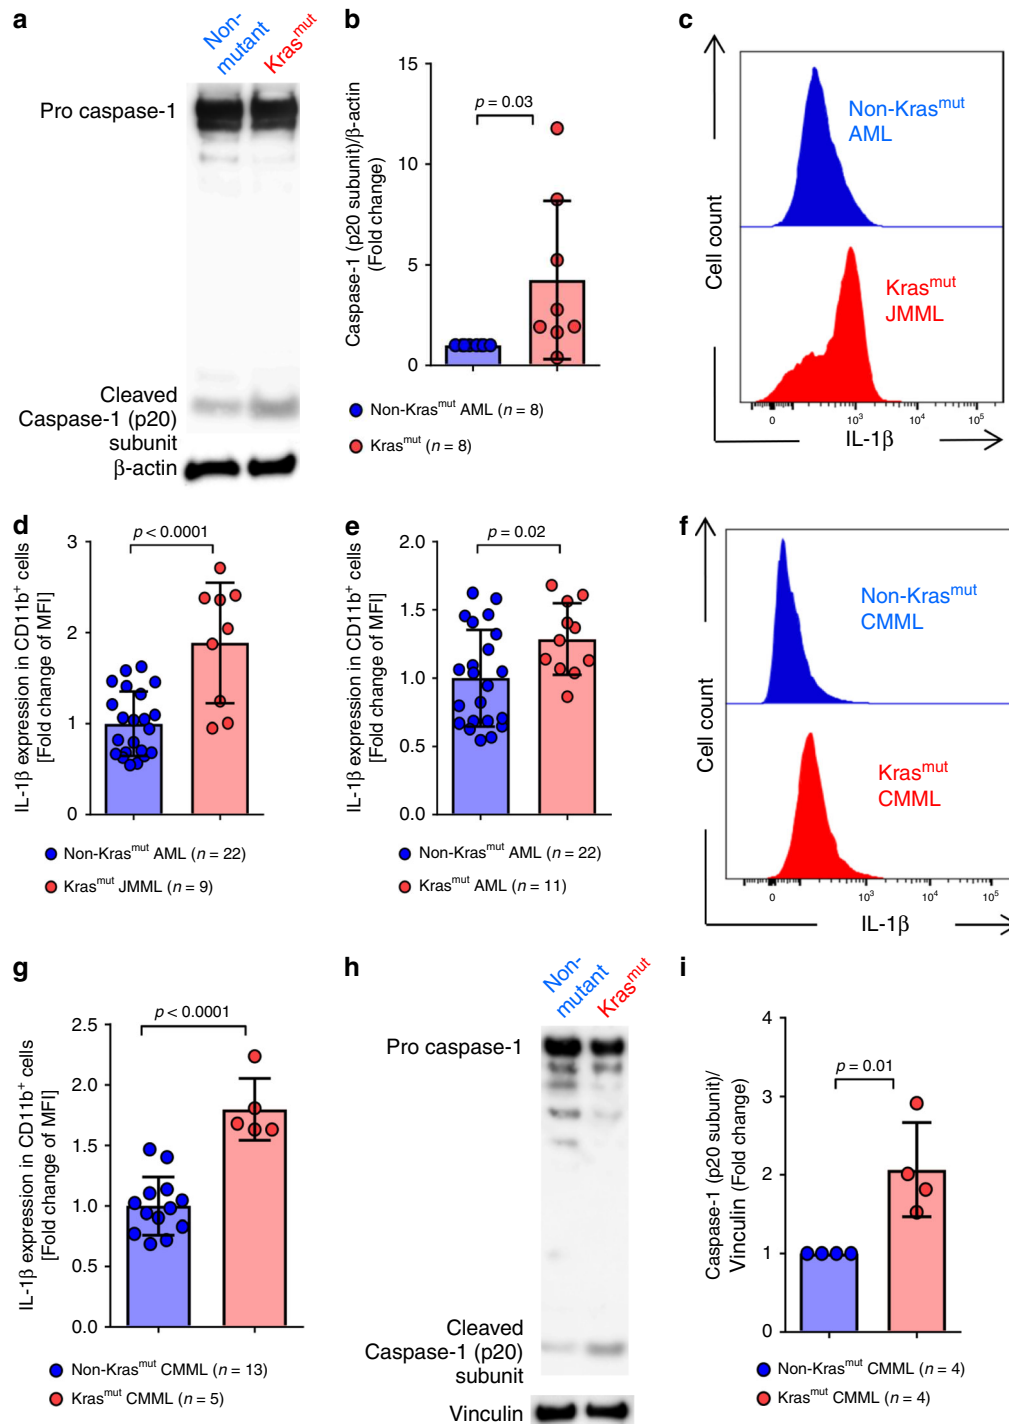 a
Non-
mutant
Kras^mut
Pro caspase-1
Cleaved
Caspase-1 (p20)
subunit
β-actin
b
Caspase-1 (p20 subunit)/β-actin
(Fold change)
15
10
5
0
p = 0.03
Non-Kras^mut AML (n = 8)
Kras^mut (n = 8)
c
Cell count
Non-Kras^mut
AML
Kras^mut
JMML
0 10^3 10^4 10^5
IL-1β
d
IL-1β expression in CD11b+ cells
[Fold change of MFI]
3
2
1
0
p < 0.0001
Non-Kras^mut AML (n = 22)
Kras^mut JMML (n = 9)
e
IL-1β expression in CD11b+ cells
[Fold change of MFI]
2.0
1.5
1.0
0.5
0.0
p = 0.02
Non-Kras^mut AML (n = 22)
Kras^mut AML (n = 11)
f
Cell count
Non-Kras^mut
CMML
Kras^mut
CMML
0 10^3 10^4 10^5
IL-1β
g
IL-1β expression in CD11b+ cells
[Fold change of MFI]
2.5
2.0
1.5
1.0
0.5
0.0
p < 0.0001
Non-Kras^mut CMML (n = 13)
Kras^mut CMML (n = 5)
h
Non-
mutant
Kras^mut
Pro caspase-1
Cleaved
Caspase-1 (p20)
subunit
Vinculin
i
Caspase-1 (p20 subunit)/
Vinculin (Fold change)
4
3
2
1
0
p = 0.01
Non-Kras^mut CMML (n = 4)
Kras^mut CMML (n = 4)